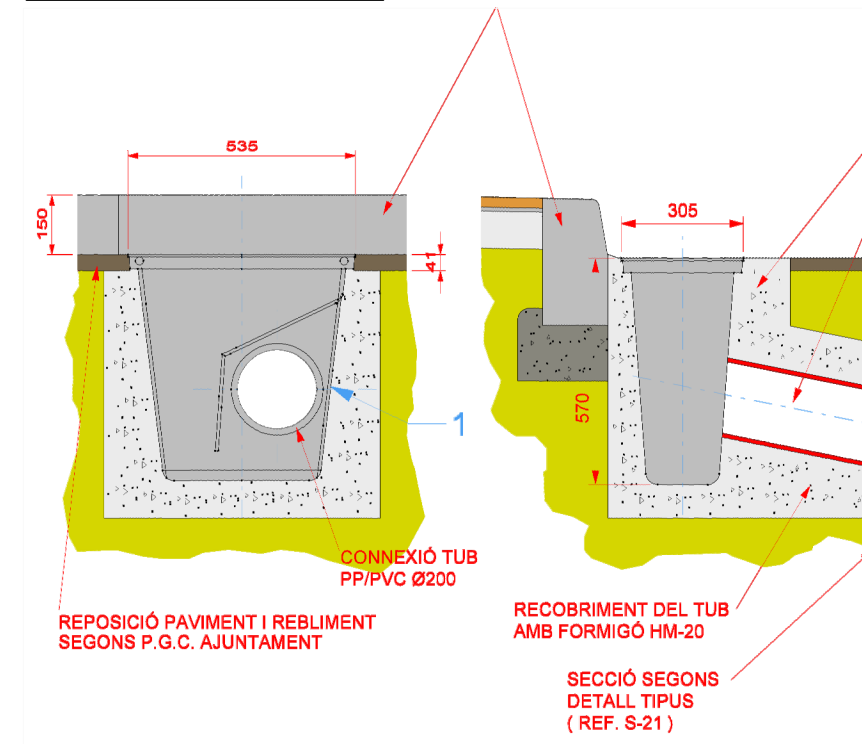 535
150
41
305
570
1
CONNEXIÓ TUB
PP/PVC Ø200
REPOSICIÓ PAVIMENT I REBLIMENT
SEGONS P.G.C. AJUNTAMENT
RECOBRIMENT DEL TUB
AMB FORMIGÓ HM-20
SECCIÓ SEGONS
DETALL TIPUS
( REF. S-21 )